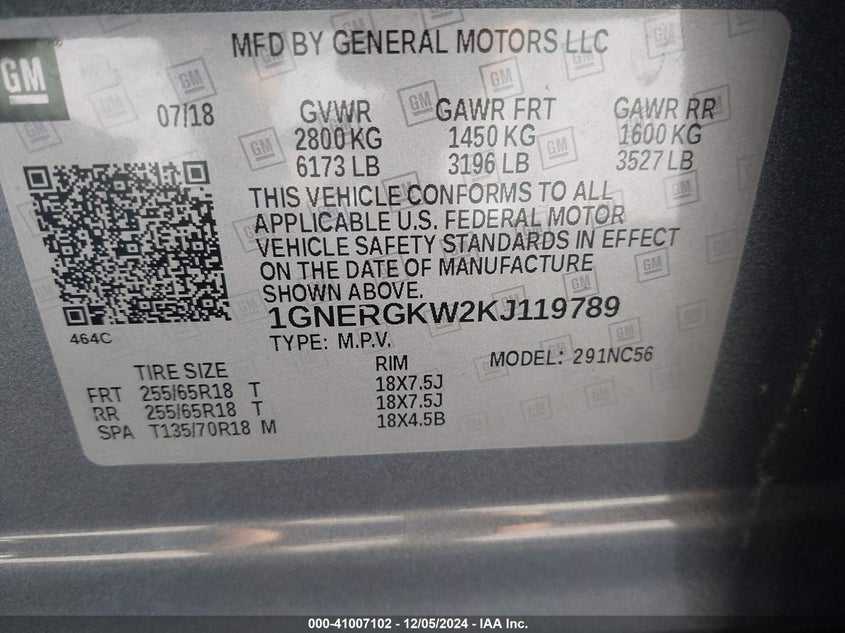 GM
MFD BY GENERAL MOTORS LLC
07/18 GVWR GAWR FRT GAWR RR
2800 KG 1450 KG 1600 KG
6173 LB 3196 LB 3527 LB
THIS VEHICLE CONFORMS TO ALL
APPLICABLE U.S. FEDERAL MOTOR
VEHICLE SAFETY STANDARDS IN EFFECT
ON THE DATE OF MANUFACTURE
SHOWN ABOVE.
1GNERGKW2KJ119789
464C
TYPE: M.P.V. MODEL: 291NC56
TIRE SIZE RIM
FRT 255/65R18 T 18X7.5J
RR 255/65R18 T 18X7.5J
SPA T135/70R18 M 18X4.5B
000-41007102 - 12/05/2024 - IAA Inc.